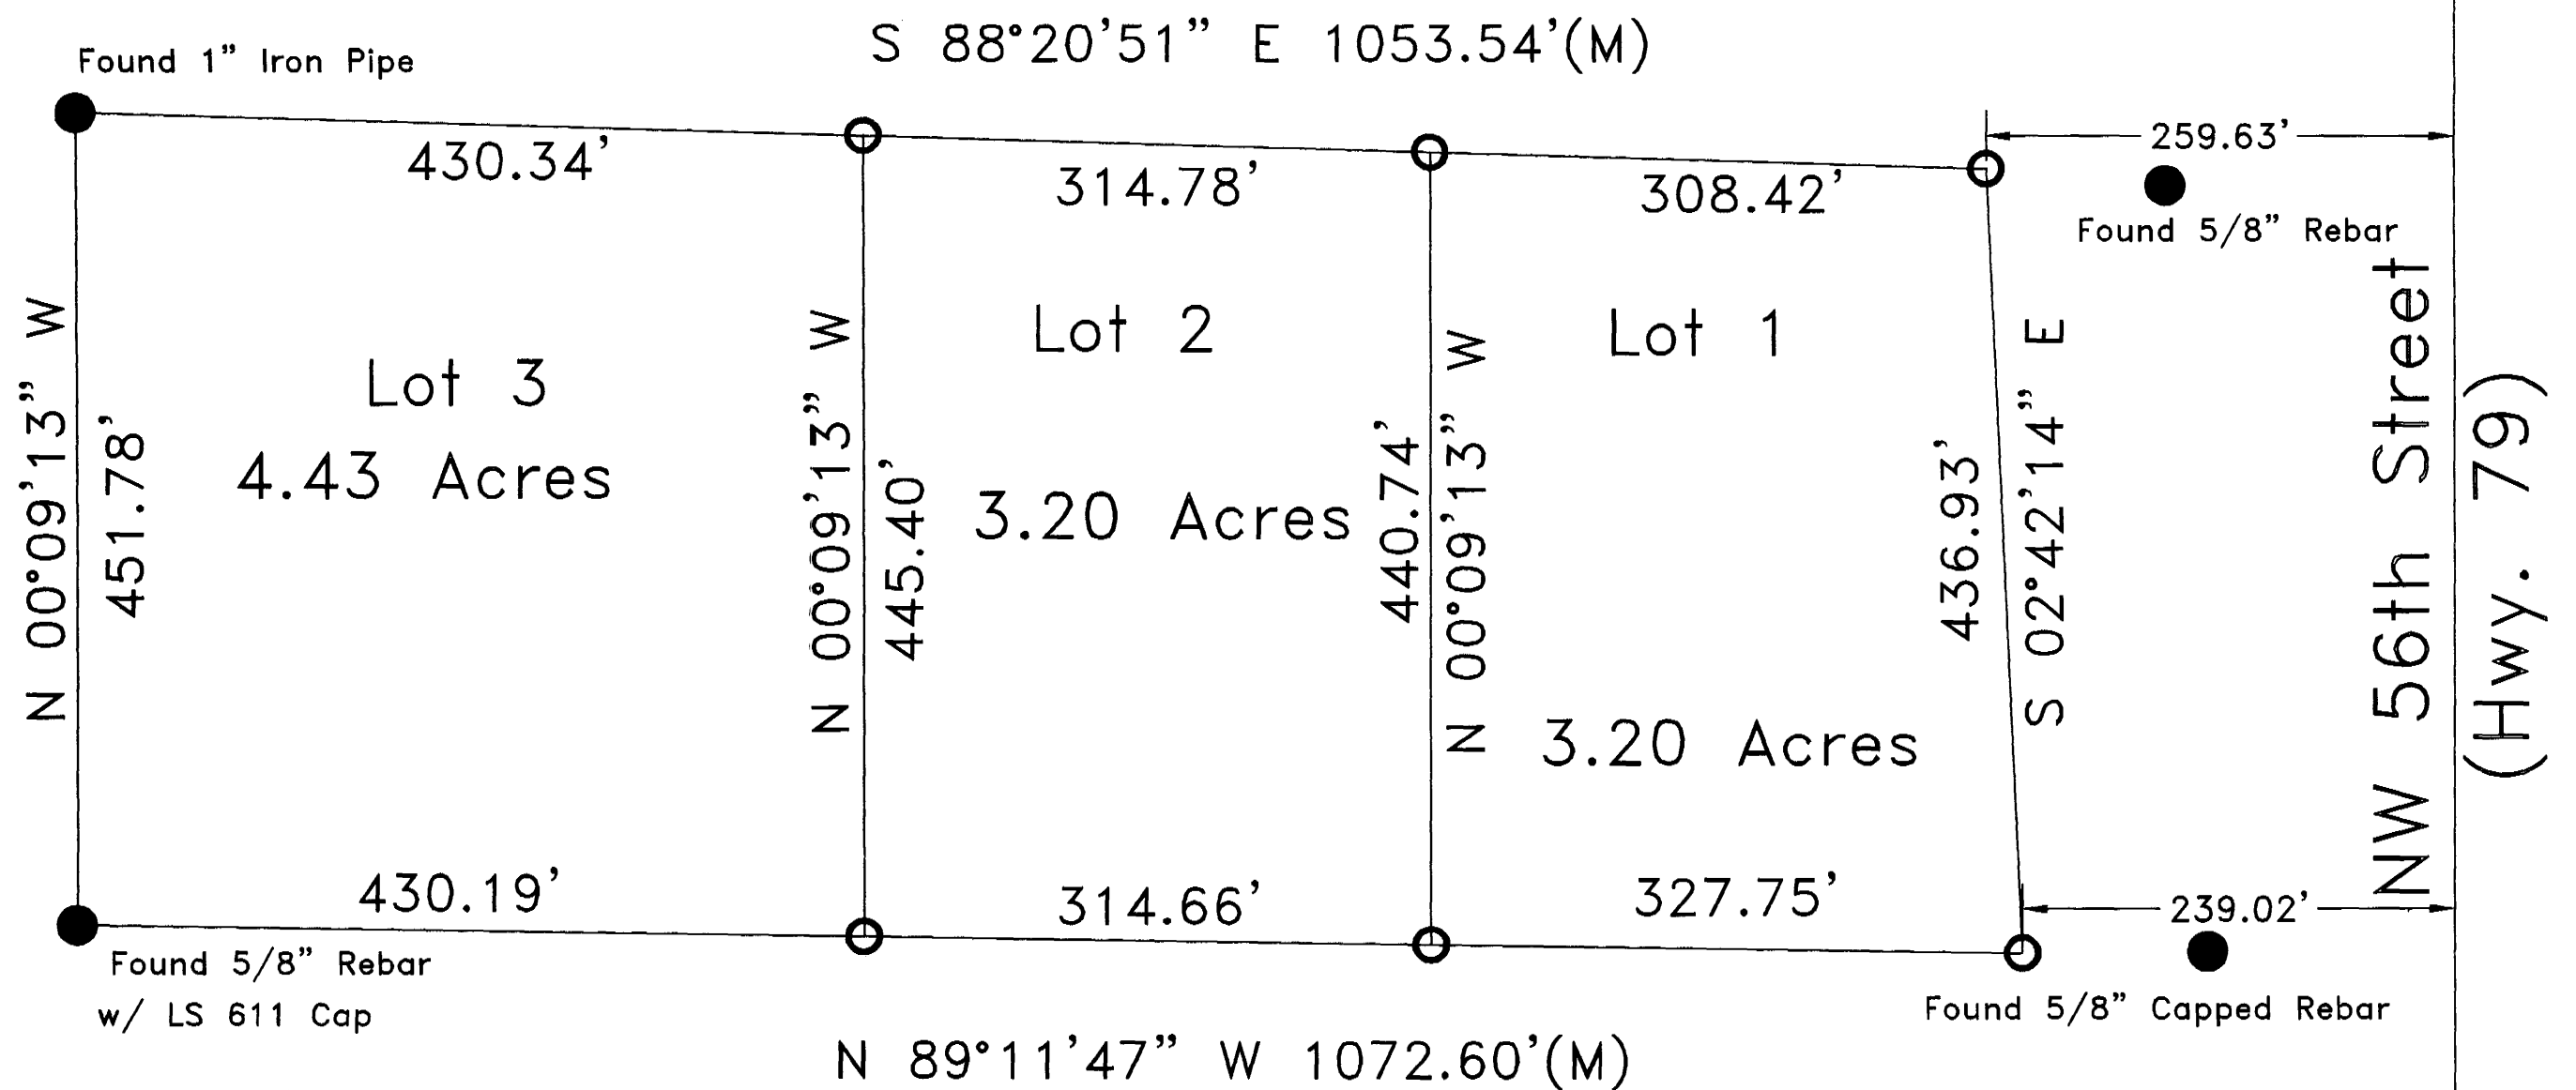 S 88°20'51" E 1053.54'(M)
Found 1" Iron Pipe
430.34'
314.78'
308.42'
259.63'
Found 5/8" Rebar
N 00°09'13" W
451.78'
Lot 3
4.43 Acres
N 00°09'13" W
445.40'
Lot 2
3.20 Acres
440.74'
N 00°09'13" W
Lot 1
3.20 Acres
436.93'
S 02°42'14" E
NW 56th Street
(Hwy. 79)
430.19'
314.66'
327.75'
239.02'
Found 5/8" Rebar
w/ LS 611 Cap
Found 5/8" Capped Rebar
N 89°11'47" W 1072.60'(M)